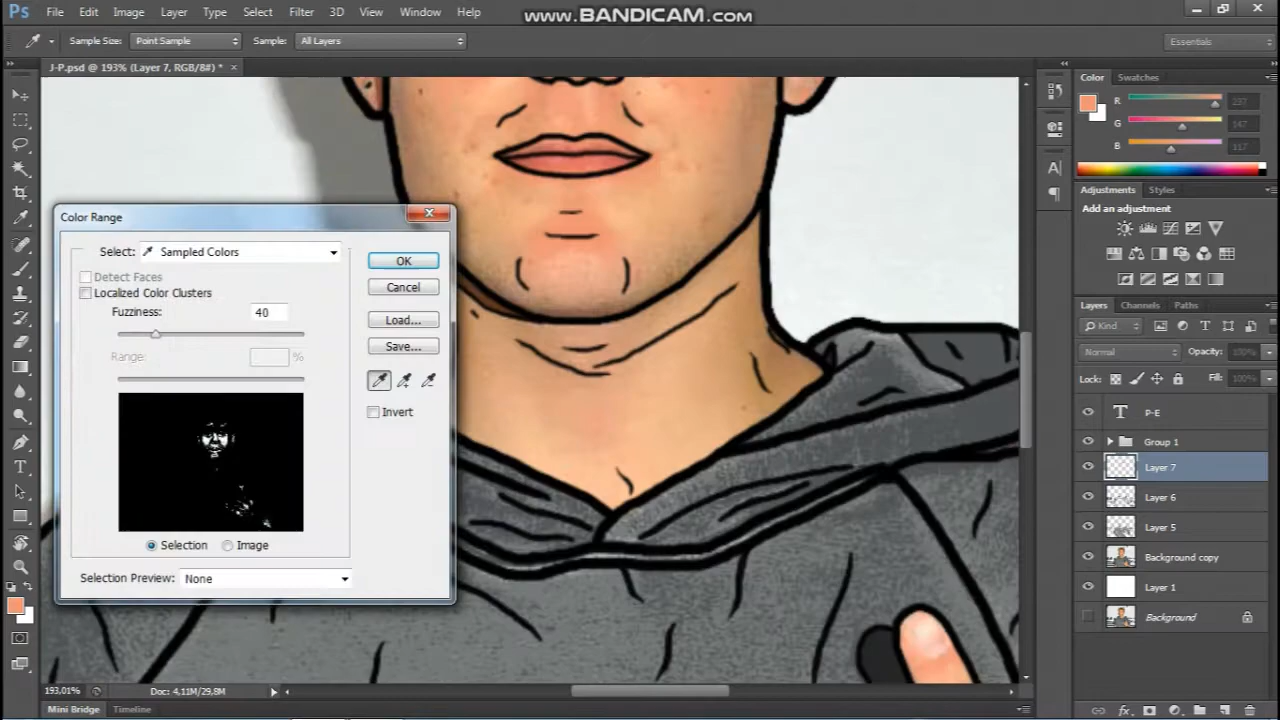 Ps File Edit Image Layer Type Select Filter 3D View Window Help
www.BANDICAM.com
Sample Size: Point Sample Sample: All Layers Essentials
J-P.psd @ 193% (Layer 7, RGB/8#) * ×
Color Swatches
R 237
G 147
B 117
Adjustments Styles
Add an adjustment
Layers Channels Paths
Kind
Normal Opacity: 100%
Lock: Fill: 100%
P-E
Group 1
Layer 7
Layer 6
Layer 5
Background copy
Layer 1
Background
Color Range
Select: Sampled Colors
Detect Faces
Localized Color Clusters
Fuzziness: 40
Range: %
OK
Cancel
Load...
Save...
Invert
Selection Image
Selection Preview: None
193,01% Doc: 4,11M/29,8M
Mini Bridge Timeline